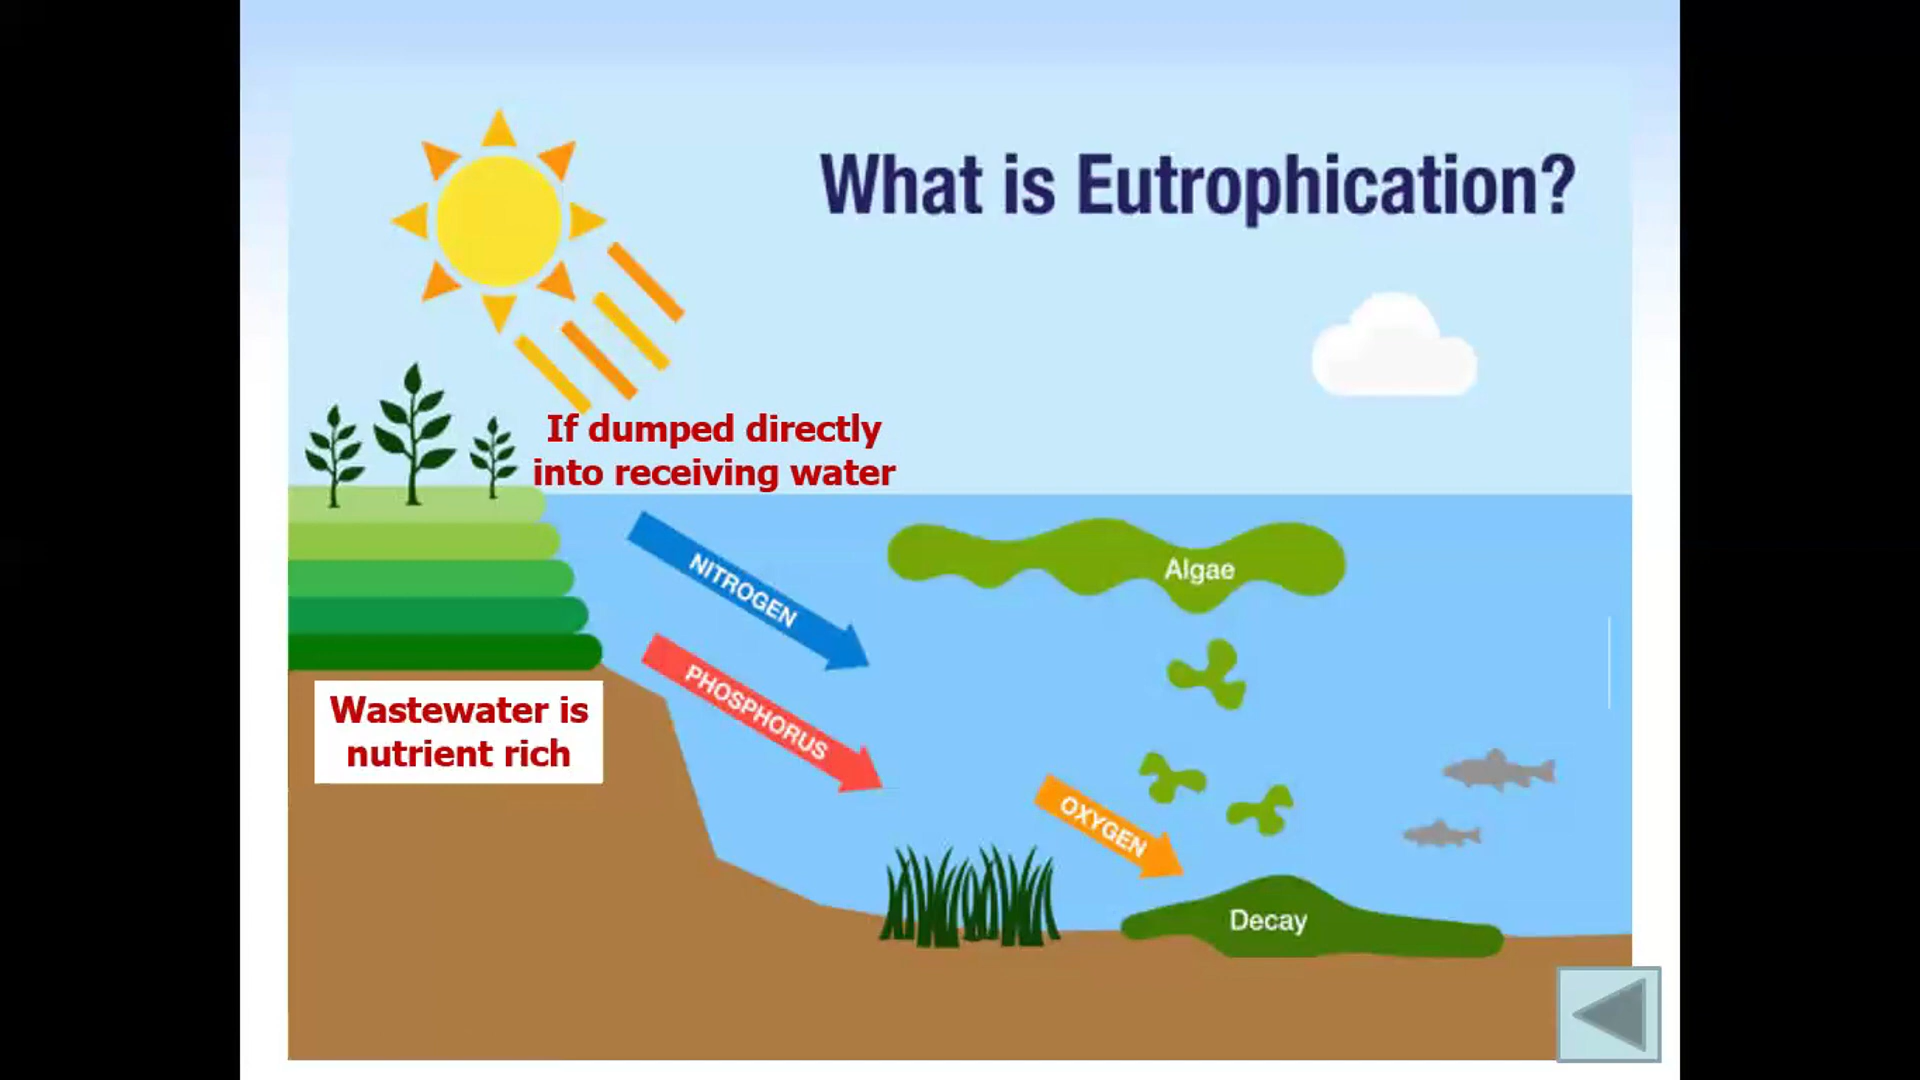 What is Eutrophication?
If dumped directly
into receiving water
NITROGEN
Algae
PHOSPHORUS
Wastewater is
nutrient rich
OXYGEN
Decay